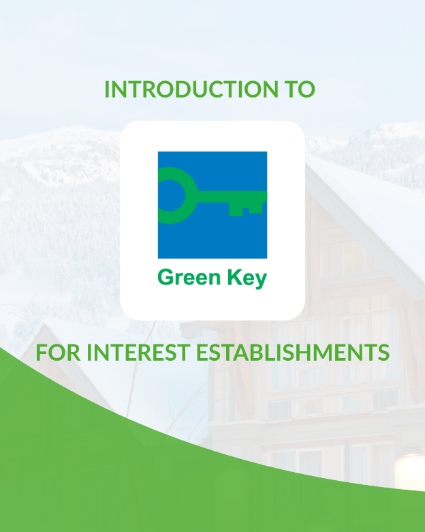 INTRODUCTION TO
Green Key
FOR INTEREST ESTABLISHMENTS